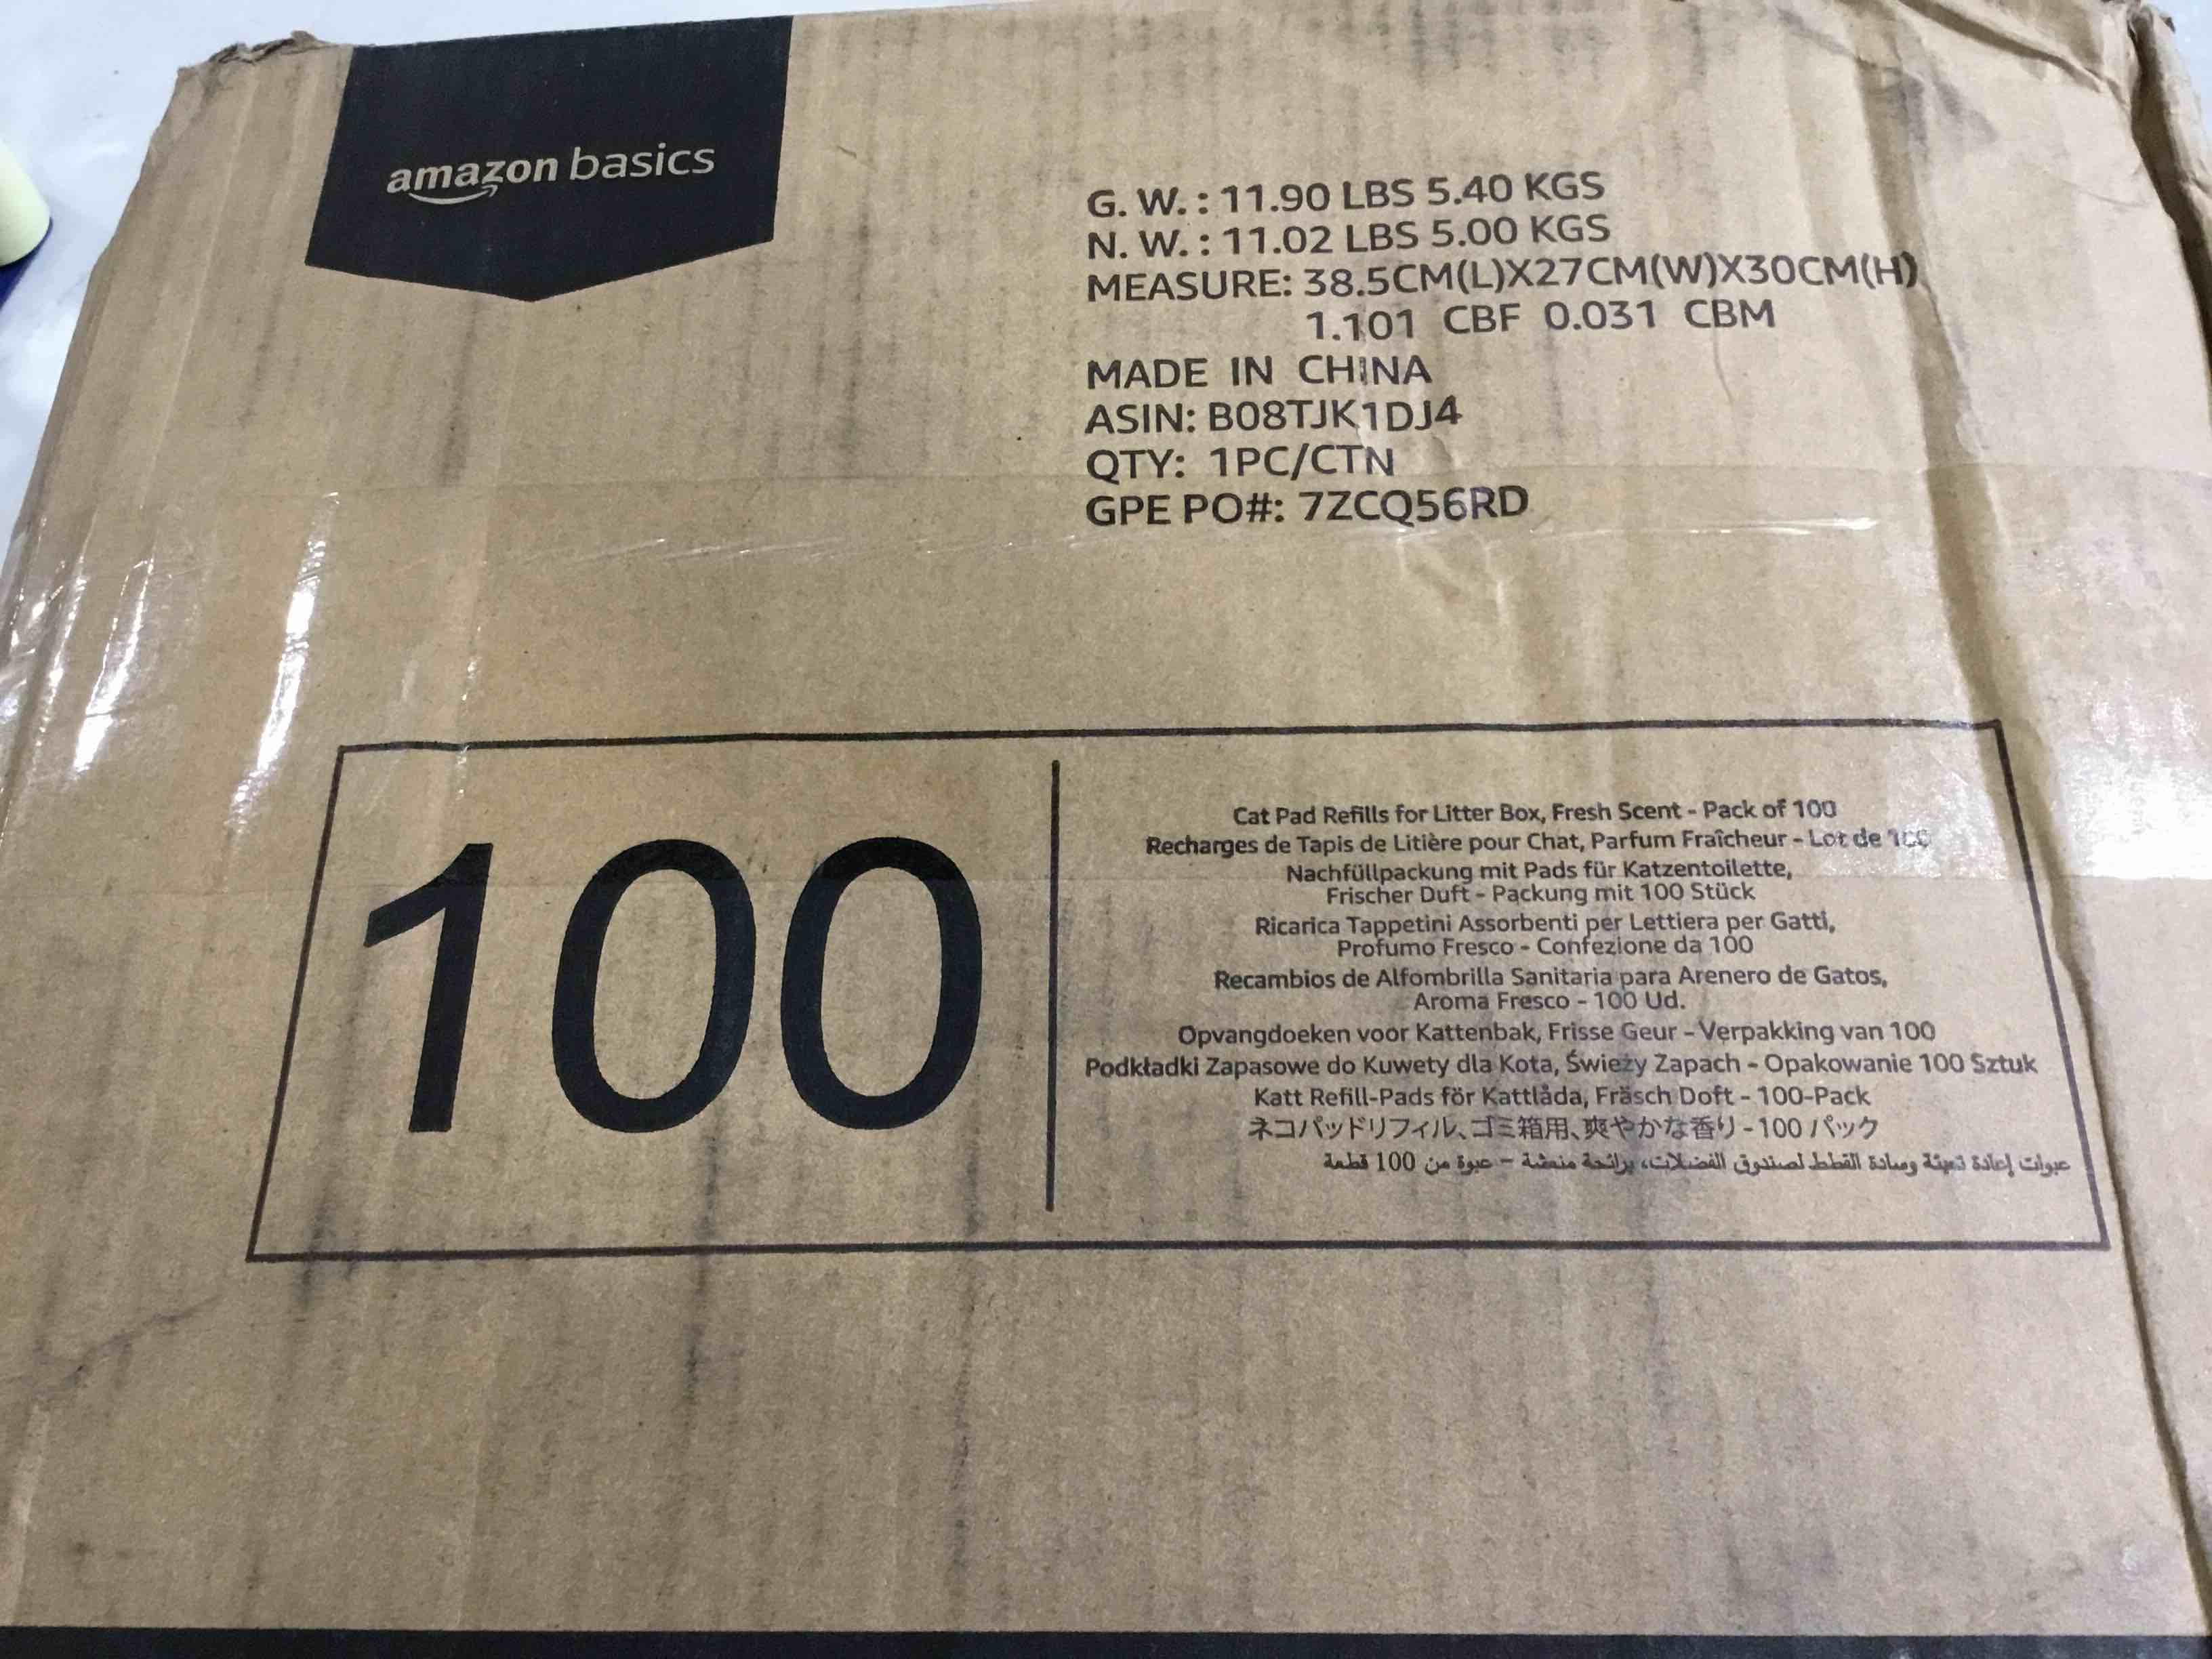 amazon basics
G. W. : 11.90 LBS 5.40 KGS
N. W. : 11.02 LBS 5.00 KGS
MEASURE: 38.5CM(L)X27CM(W)X30CM(H)
1.101 CBF 0.031 CBM
MADE IN CHINA
ASIN: B08TJK1DJ4
QTY: 1PC/CTN
GPE PO#: 7ZCQ56RD
100
Cat Pad Refills for Litter Box, Fresh Scent - Pack of 100
Recharges de Tapis de Litière pour Chat, Parfum Fraîcheur - Lot de 100
Nachfüllpackung mit Pads für Katzentoilette,
Frischer Duft - Packung mit 100 Stück
Ricarica Tappetini Assorbenti per Lettiera per Gatti,
Profumo Fresco - Confezione da 100
Recambios de Alfombrilla Sanitaria para Arenero de Gatos,
Aroma Fresco - 100 Ud.
Opvangdoeken voor Kattenbak, Frisse Geur - Verpakking van 100
Podkładki Zapasowe do Kuwety dla Kota, Świeży Zapach - Opakowanie 100 Sztuk
Katt Refill-Pads för Kattlåda, Fräsch Doft - 100-Pack
ネコパッドリフィル、ゴミ箱用、爽やかな香り - 100 パック
عبوات إعادة تعبئة وسادة القطط لصندوق الفضلات، برائحة منعشة – عبوة من 100 قطعة